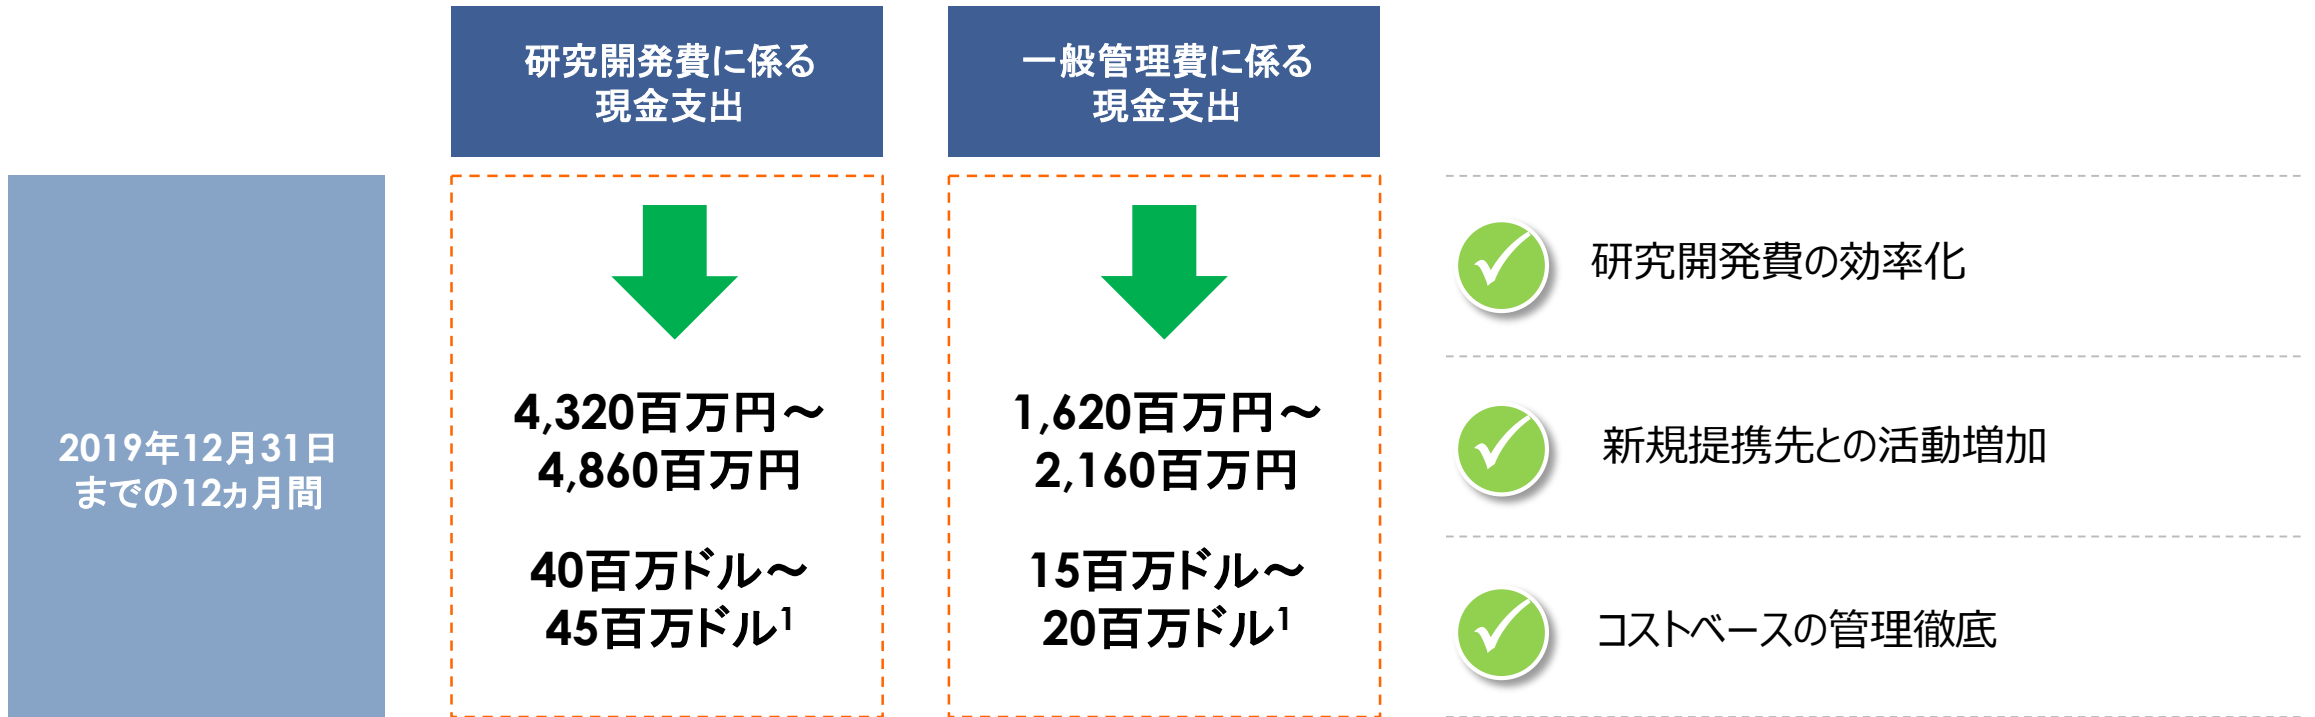 研究開発費に係る
現金支出
一般管理費に係る
現金支出
2019年12月31日
までの12ヵ月間
4,320百万円～
4,860百万円
40百万ドル～
45百万ドル1
1,620百万円～
2,160百万円
15百万ドル～
20百万ドル1
研究開発費の効率化
新規提携先との活動増加
コストベースの管理徹底